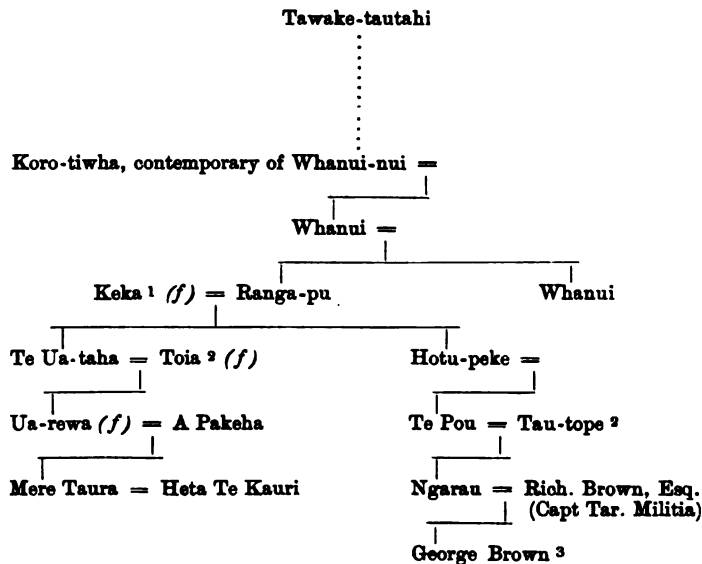 Tawake-tautahi
Koro-tiwha, contemporary of Whanui-nui =
Whanui =
Keka 1 (f) = Ranga-pu Whanui
Te Ua-taha = Toia 2 (f) Hotu-peke =
Ua-rewa (f) = A Pakeha Te Pou = Tau-tope 2
Mere Taura = Heta Te Kauri Ngarau = Rich. Brown, Esq.
(Capt Tar. Militia)
George Brown 3